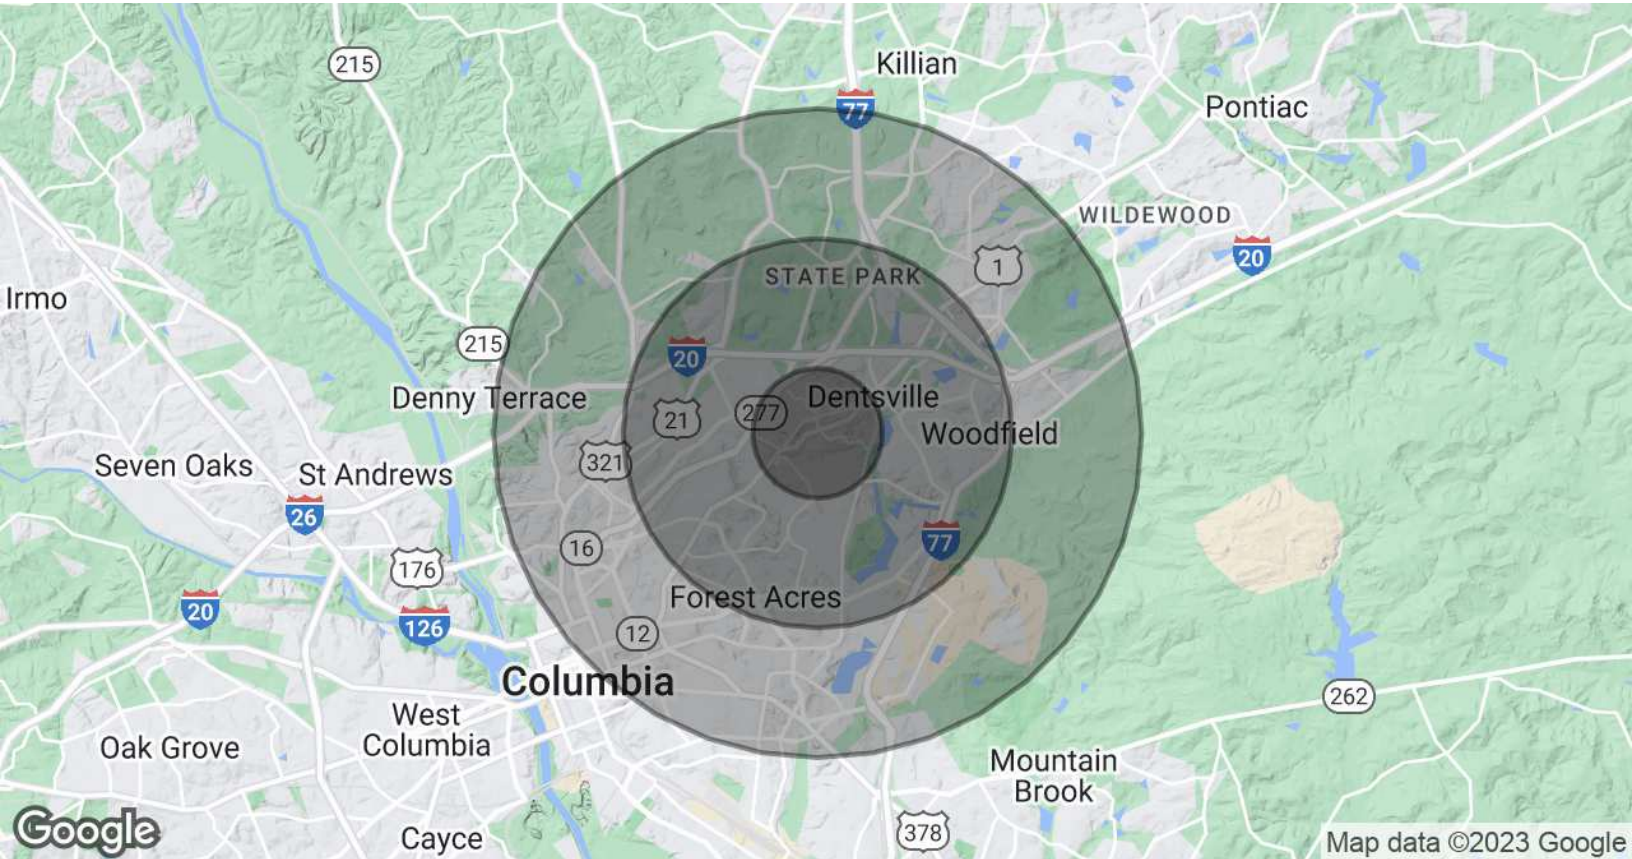 215
Killian
77
Pontiac
WILDEWOOD
20
STATE PARK
1
Irmo
215
20
Denny Terrace
Dentsville
277
21
Woodfield
321
Seven Oaks
St Andrews
26
77
16
176
Forest Acres
20
126
12
Columbia
262
West
Columbia
Oak Grove
Mountain
Brook
Google
Cayce
378
Map data ©2023 Google